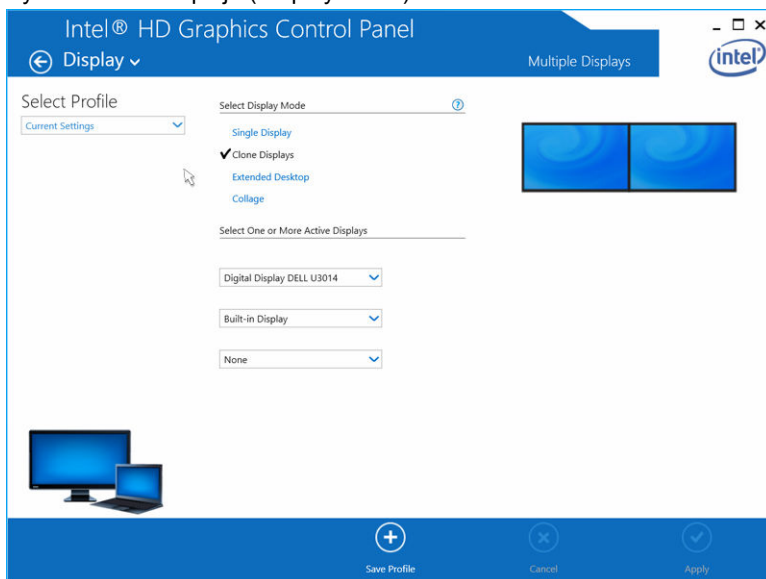 Intel® HD Graphics Control Panel
Display
Multiple Displays
intel
Select Profile
Current Settings
Select Display Mode
?
Single Display
Clone Displays
Extended Desktop
Collage
Select One or More Active Displays
Digital Display DELL U3014
Built-in Display
None
Save Profile
Cancel
Apply